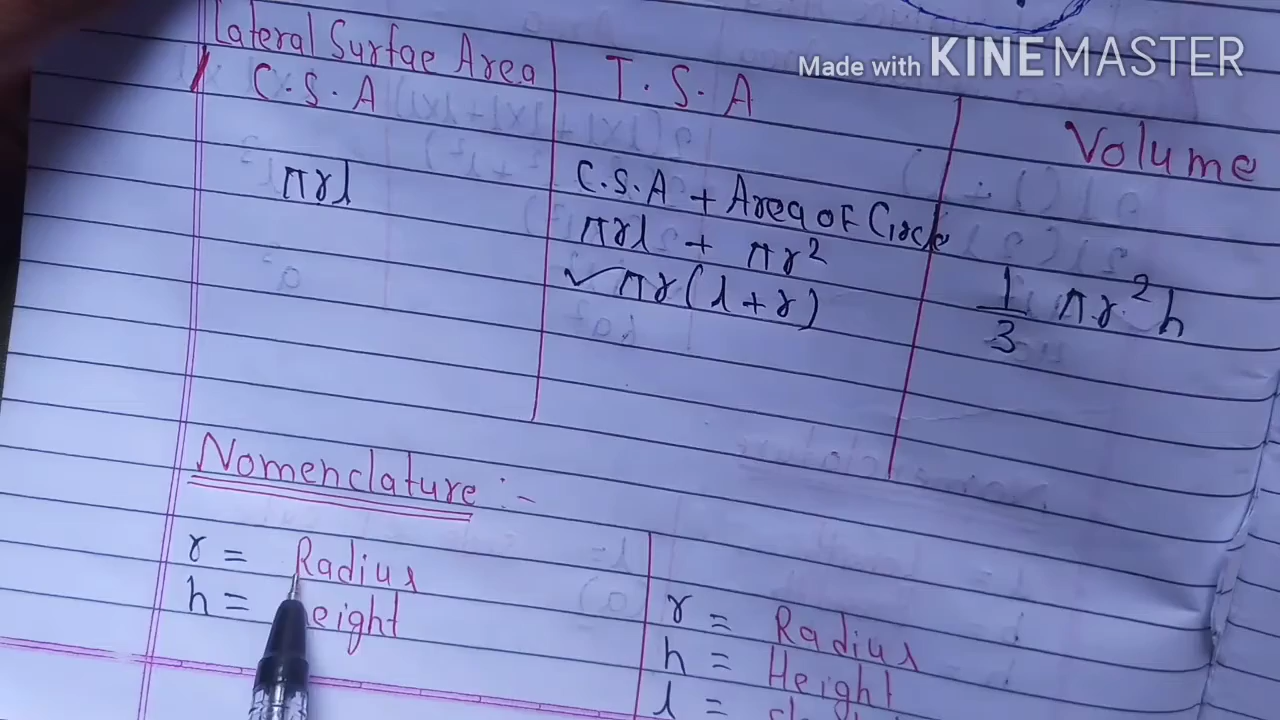 Made with KINEMASTER
Lateral Surfae Area
C.S.A
T.S.A
Volume
πrl
C.S.A + Area OF Circle
πrl + πr²
✓πr(l+r)
1/3 πr²h
Nomenclature :-
r = Radius
h = Height
r = Radius
h = Height
l =